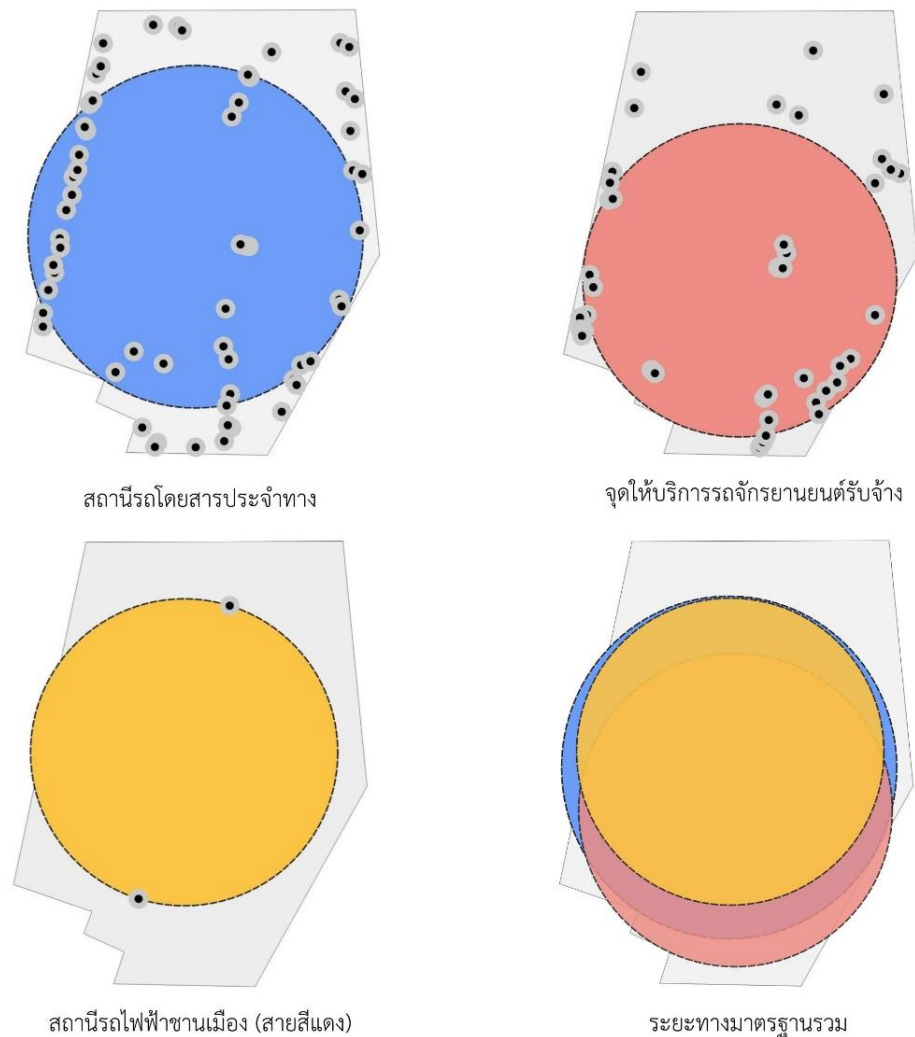 สถานีรถโดยสารประจำทาง
จุดให้บริการรถจักรยานยนต์รับจ้าง
สถานีรถไฟฟ้าชานเมือง (สายสีแดง)
ระยะทางมาตรฐานรวม